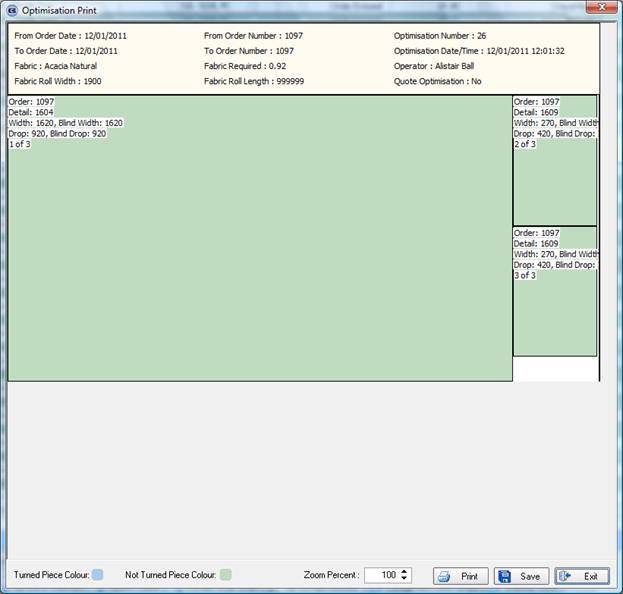 Optimisation Print
From Order Date : 12/01/2011 From Order Number : 1097 Optimisation Number : 26
To Order Date : 12/01/2011 To Order Number : 1097 Optimisation Date/Time : 12/01/2011 12:01:32
Fabric : Acacia Natural Fabric Required : 0.92 Operator : Alistair Ball
Fabric Roll Width : 1900 Fabric Roll Length : 999999 Quote Optimisation : No
Order: 1097
Detail: 1604
Width: 1620, Blind Width: 1620
Drop: 920, Blind Drop: 920
1 of 3
Order: 1097
Detail: 1609
Width: 270, Blind Width
Drop: 420, Blind Drop:
2 of 3
Order: 1097
Detail: 1609
Width: 270, Blind Width
Drop: 420, Blind Drop:
3 of 3
Turned Piece Colour: Not Turned Piece Colour: Zoom Percent : 100 Print Save Exit